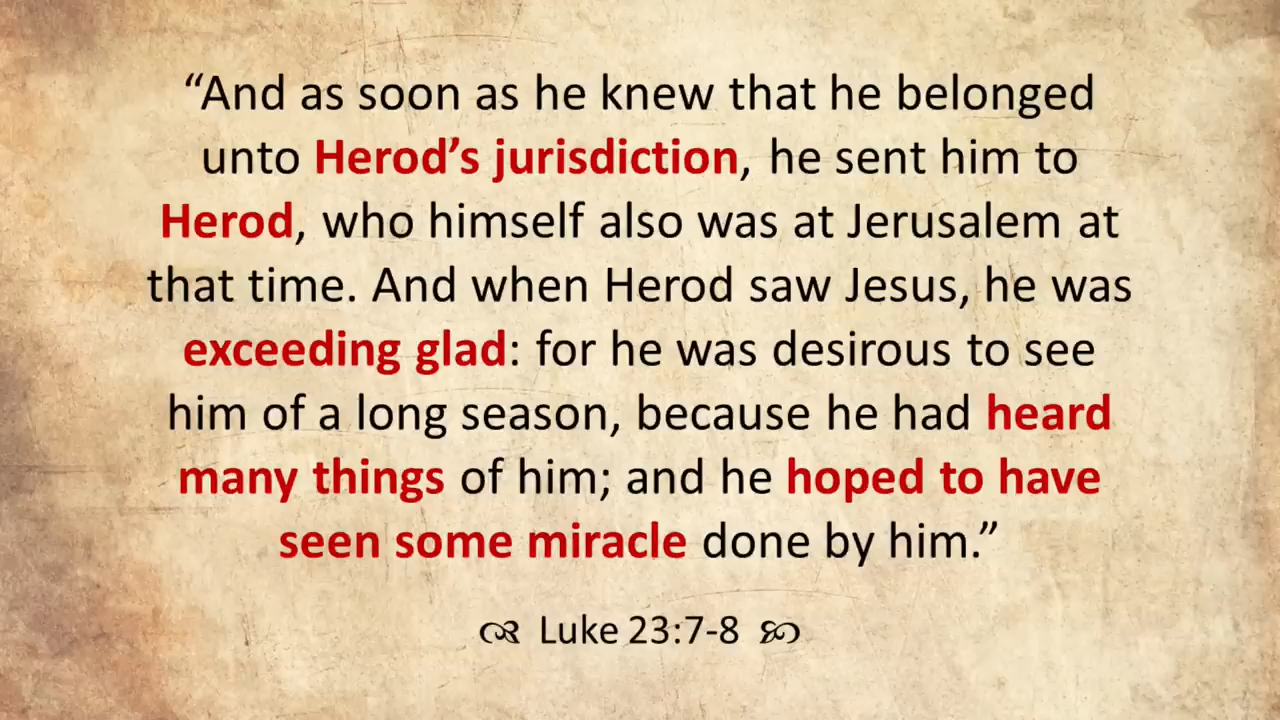 “And as soon as he knew that he belonged
unto Herod’s jurisdiction, he sent him to
Herod, who himself also was at Jerusalem at
that time. And when Herod saw Jesus, he was
exceeding glad: for he was desirous to see
him of a long season, because he had heard
many things of him; and he hoped to have
seen some miracle done by him.”
Luke 23:7-8